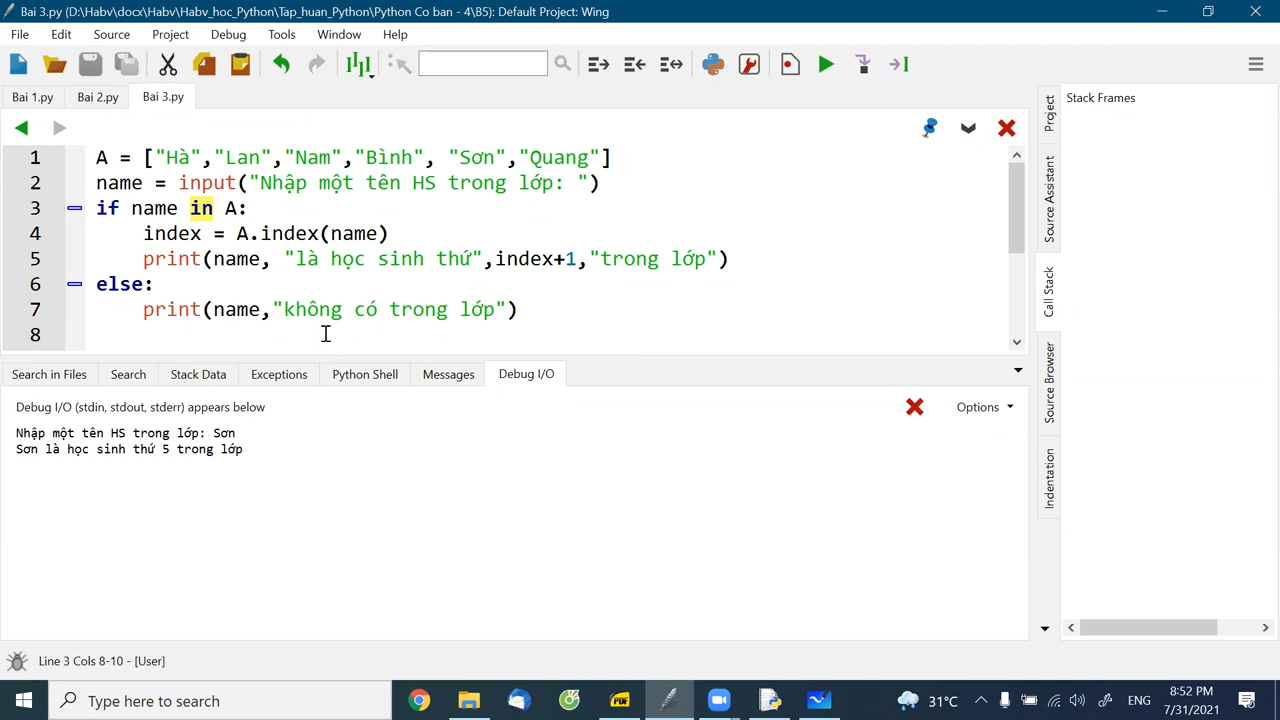 Bai 3.py (D:\Habv\docx\Habv\Habv_hoc_Python\Tap_huan_Python\Python Co ban - 4\B5): Default Project: Wing
File Edit Source Project Debug Tools Window Help
Bai 1.py Bai 2.py Bai 3.py
1 A = ["Hà","Lan","Nam","Bình", "Sơn","Quang"]
2 name = input("Nhập một tên HS trong lớp: ")
3 if name in A:
4 index = A.index(name)
5 print(name, "là học sinh thứ",index+1,"trong lớp")
6 else:
7 print(name,"không có trong lớp")
8
Search in Files Search Stack Data Exceptions Python Shell Messages Debug I/O
Debug I/O (stdin, stdout, stderr) appears below
Options
Nhập một tên HS trong lớp: Sơn
Sơn là học sinh thứ 5 trong lớp
Project
Source Assistant
Call Stack
Source Browser
Indentation
Stack Frames
Line 3 Cols 8-10 - [User]
Type here to search
PDF
31°C
ENG
8:52 PM
7/31/2021